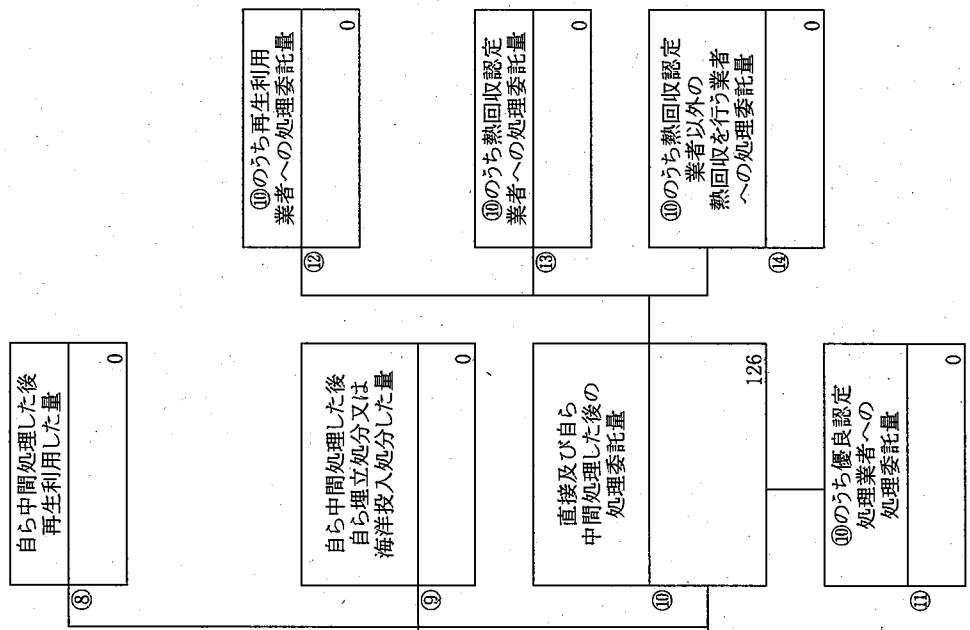 ⑧
自ら中間処理した後
再生利用した量
0
⑨
自ら中間処理した後
自ら埋立処分又は
海洋投入処分した量
0
⑩
直接及び自ら
中間処理した後の
処理委託量
126
⑪
⑩のうち優良認定
処理業者への
処理委託量
0
⑫
⑩のうち再生利用
業者への処理委託量
0
⑬
⑩のうち熱回収認定
業者への処理委託量
0
⑭
⑩のうち熱回収認定
業者以外の
熱回収を行う業者
への処理委託量
0